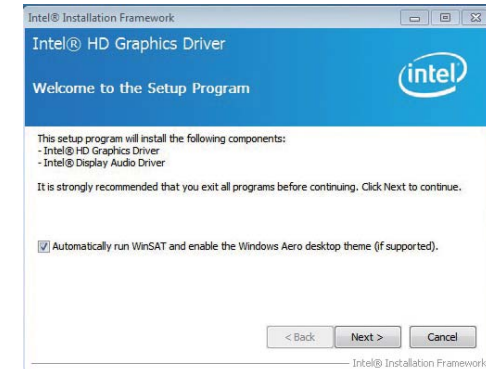 Intel® Installation Framework
Intel® HD Graphics Driver
intel
Welcome to the Setup Program
This setup program will install the following components:
- Intel® HD Graphics Driver
- Intel® Display Audio Driver
It is strongly recommended that you exit all programs before continuing. Click Next to continue.
Automatically run WinSAT and enable the Windows Aero desktop theme (if supported).
< Back Next > Cancel
Intel® Installation Framework